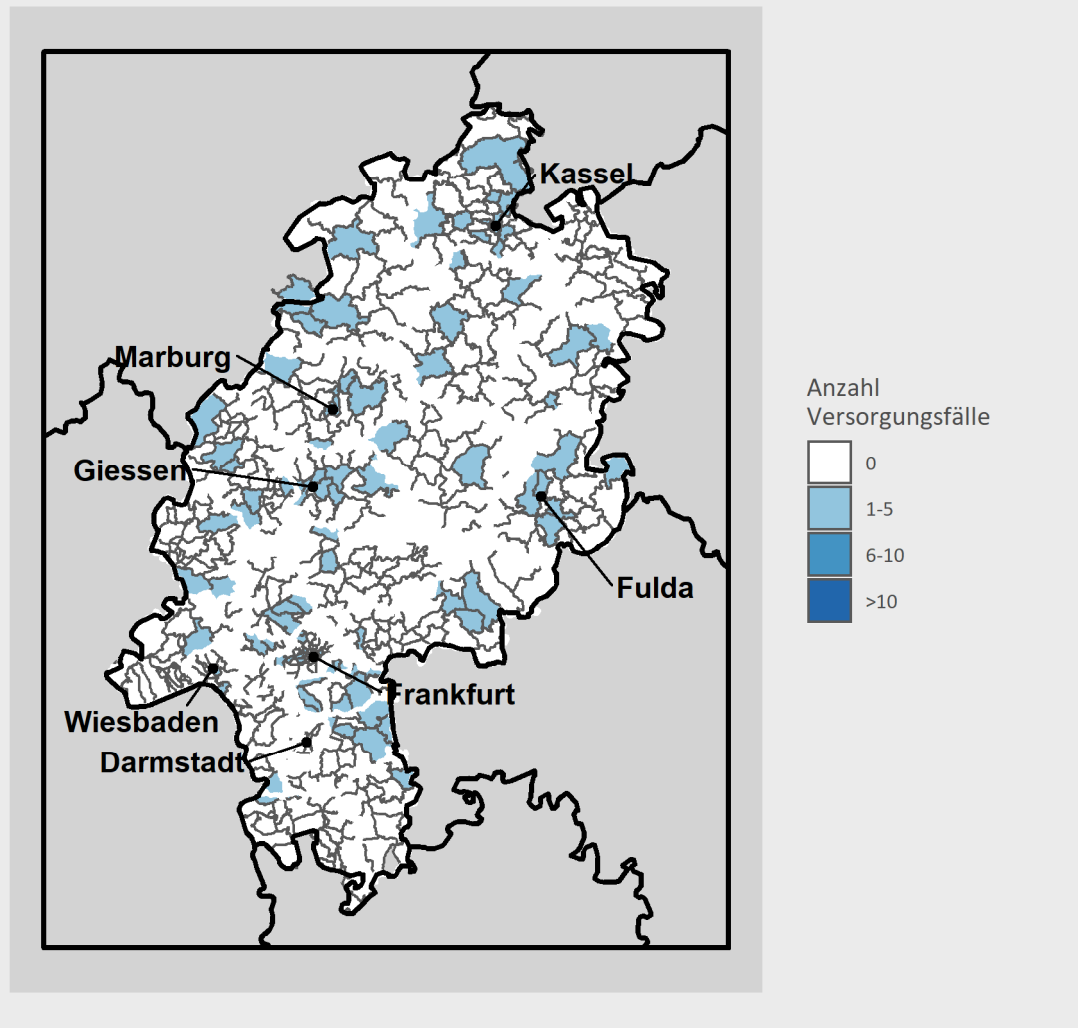 Kassel
Marburg
Giessen
Fulda
Frankfurt
Wiesbaden
Darmstadt
Anzahl
Versorgungsfälle
0
1-5
6-10
>10